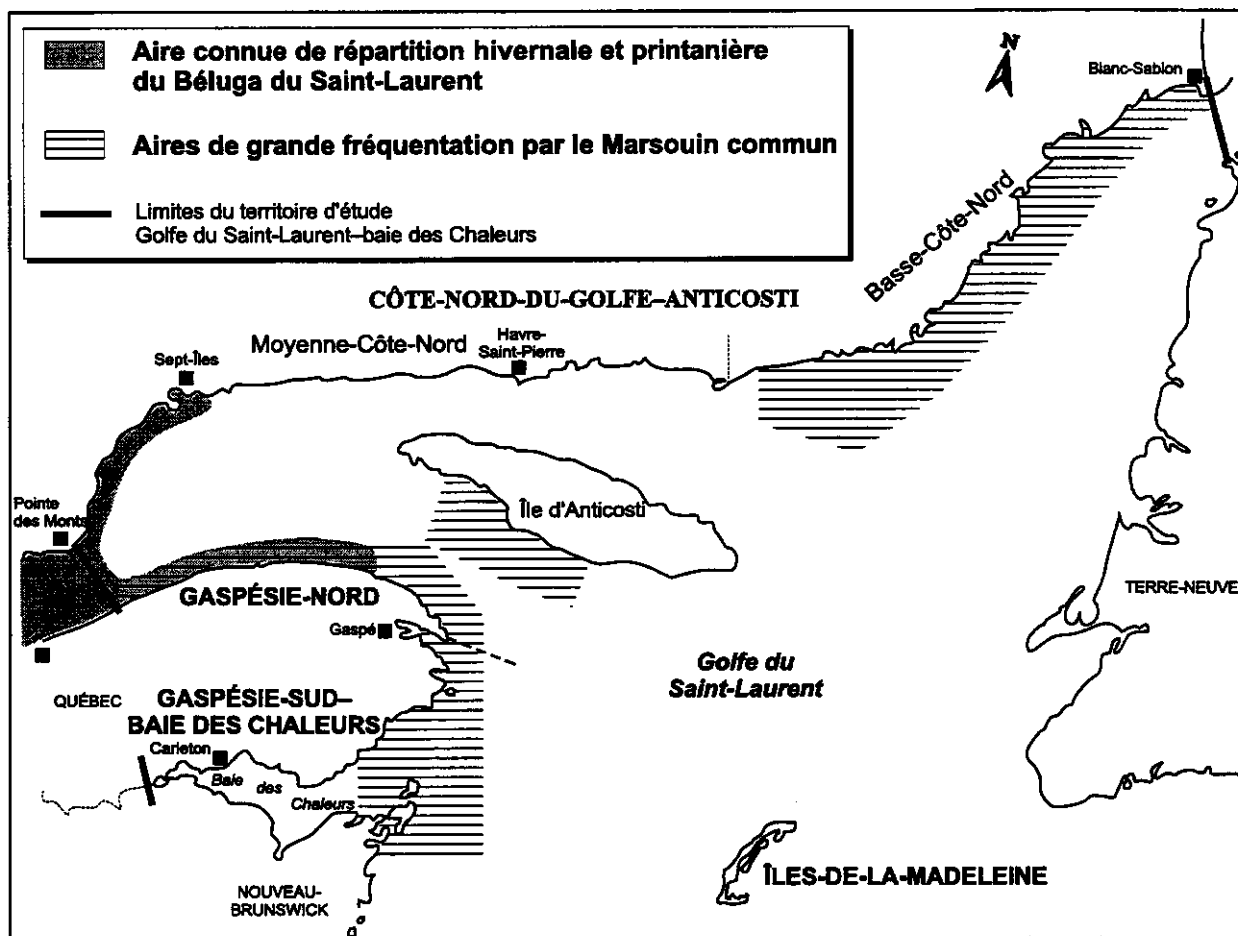 Aire connue de répartition hivernale et printanière
du Béluga du Saint-Laurent
Aires de grande fréquentation par le Marsouin commun
Limites du territoire d'étude
Golfe du Saint-Laurent–baie des Chaleurs
N
Blanc-Sablon
Basse-Côte-Nord
CÔTE-NORD-DU-GOLFE–ANTICOSTI
Moyenne-Côte-Nord
Havre-
Saint-Pierre
Sept-Îles
Pointe
des Monts
Île d'Anticosti
GASPÉSIE-NORD
TERRE-NEUVE
Gaspé
Golfe du
Saint-Laurent
QUÉBEC
GASPÉSIE-SUD–
BAIE DES CHALEURS
Carleton
Baie des Chaleurs
ÎLES-DE-LA-MADELEINE
NOUVEAU-
BRUNSWICK